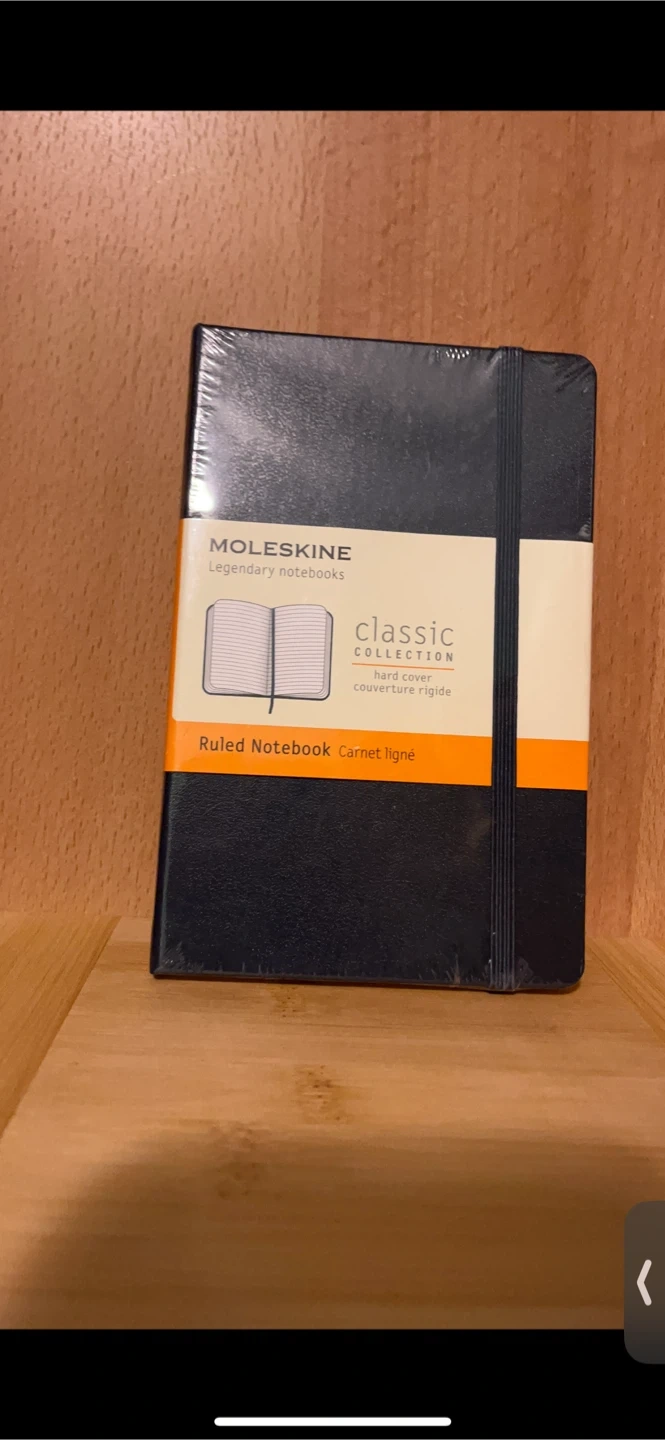 MOLESKINE
Legendary notebooks
classic
COLLECTION
hard cover
couverture rigide
Ruled Notebook Carnet ligné